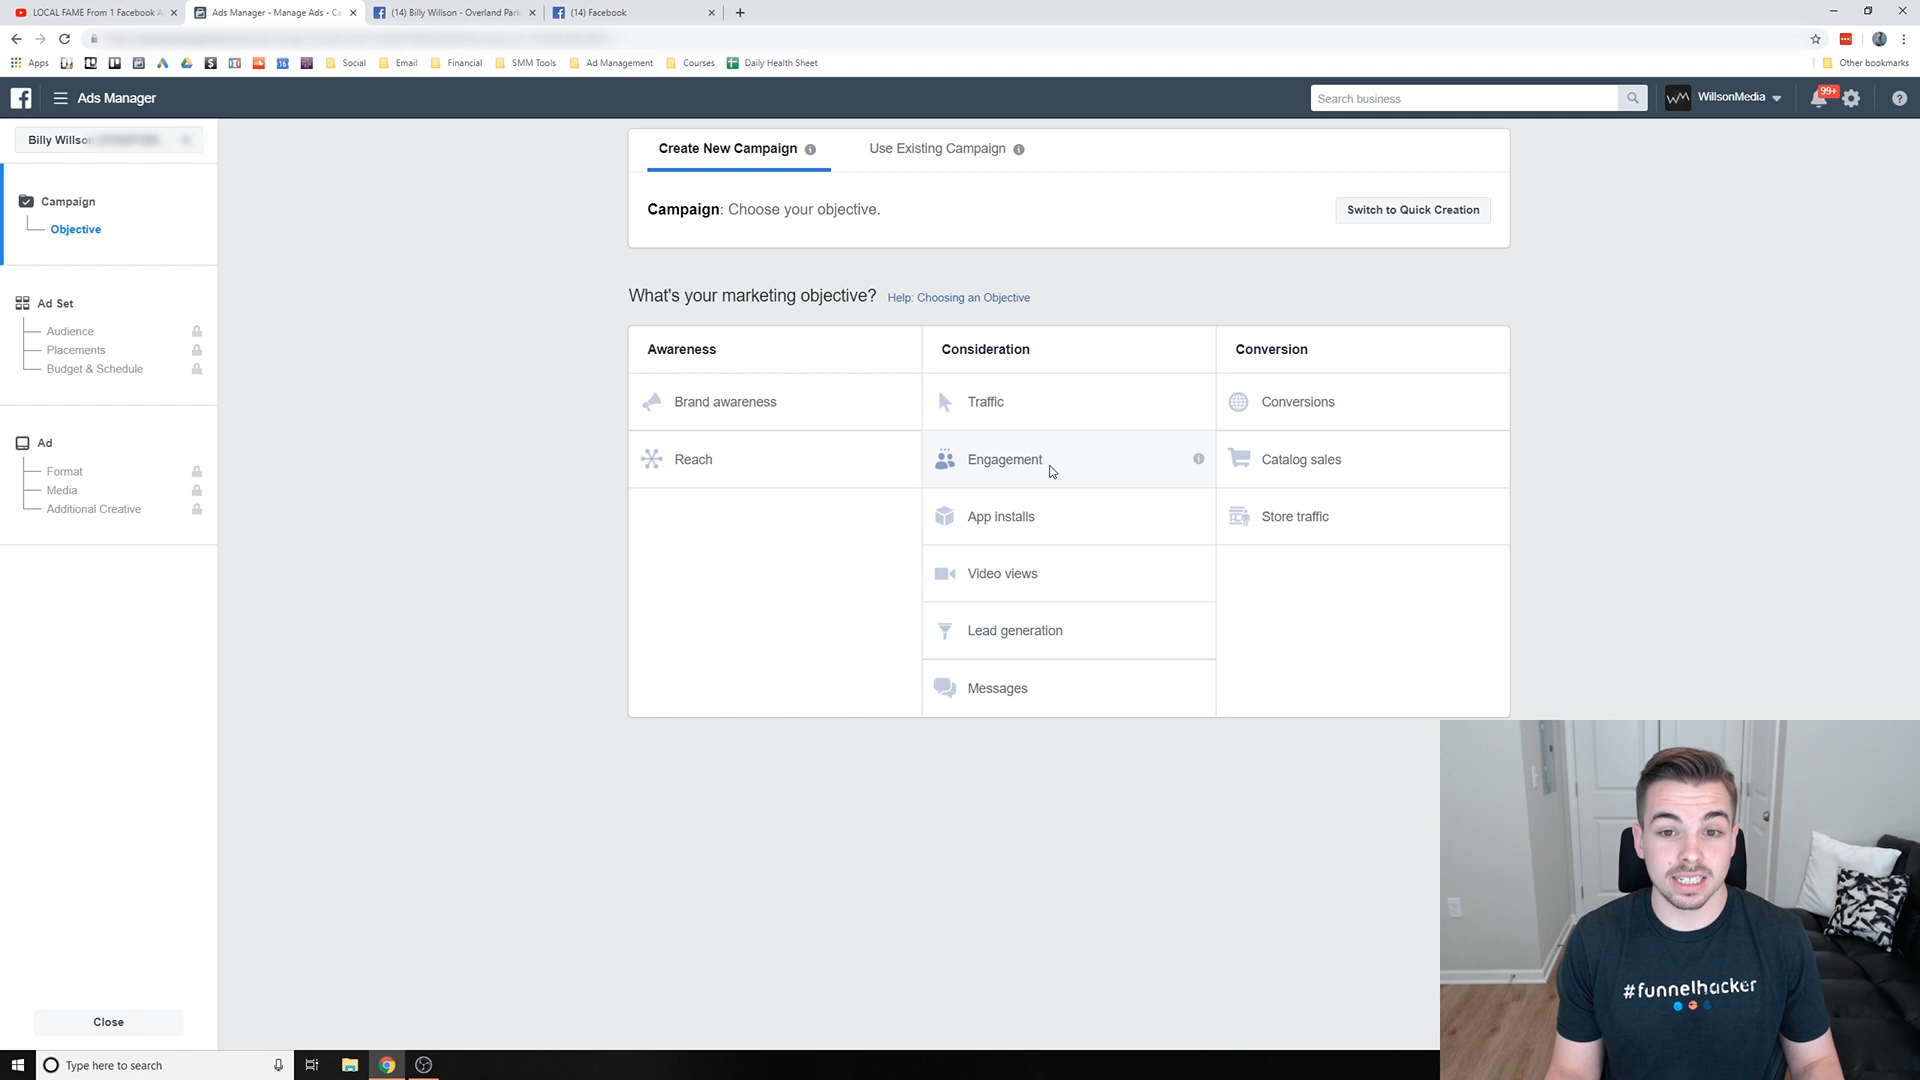 LOCAL FAME From 1 Facebook A
Ads Manager - Manage Ads - Ca
(14) Billy Willson - Overland Park
(14) Facebook
Apps
16
Social
Email
Financial
SMM Tools
Ad Management
Courses
Daily Health Sheet
Other bookmarks
Ads Manager
Search business
WM
WillsonMedia
99+
Billy Willso
Campaign
Objective
Ad Set
Audience
Placements
Budget & Schedule
Ad
Format
Media
Additional Creative
Close
Create New Campaign
Use Existing Campaign
Campaign: Choose your objective.
Switch to Quick Creation
What's your marketing objective? Help: Choosing an Objective
Awareness
Consideration
Conversion
Brand awareness
Traffic
Conversions
Reach
Engagement
Catalog sales
App installs
Store traffic
Video views
Lead generation
Messages
#funnelhacker
Type here to search